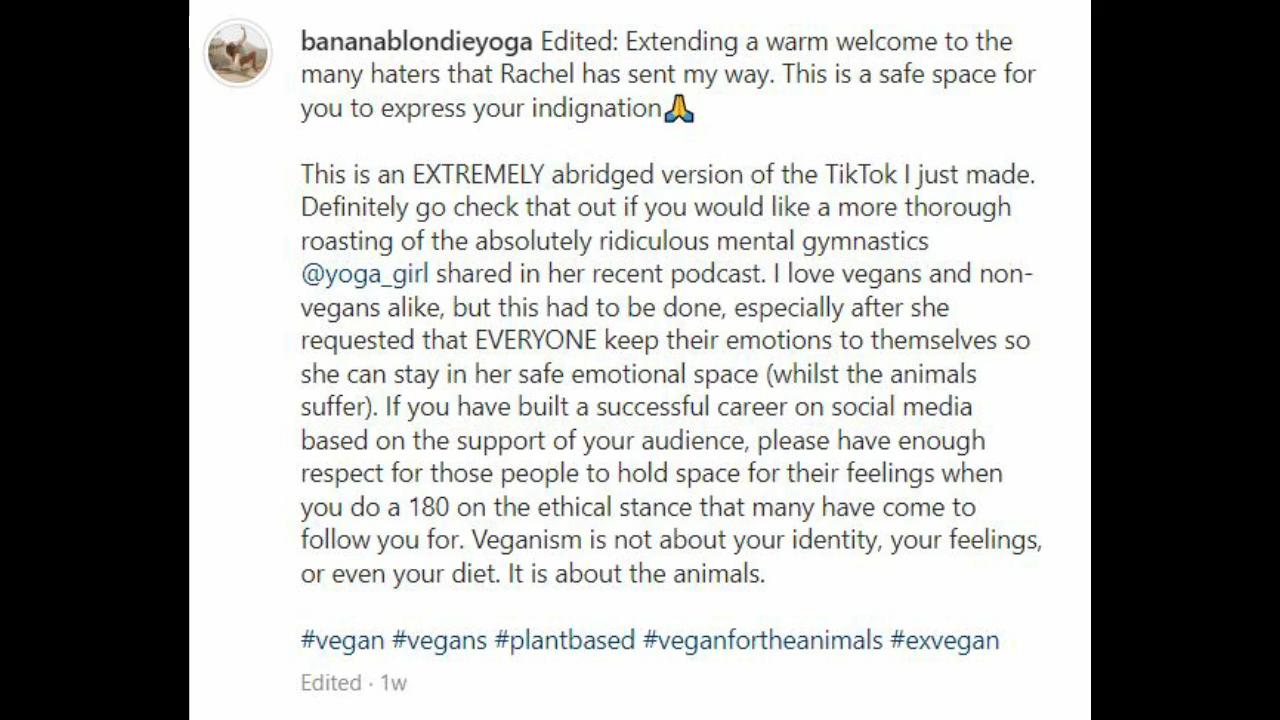 bananablondieyoga Edited: Extending a warm welcome to the
many haters that Rachel has sent my way. This is a safe space for
you to express your indignation🙏
This is an EXTREMELY abridged version of the TikTok I just made.
Definitely go check that out if you would like a more thorough
roasting of the absolutely ridiculous mental gymnastics
@yoga_girl shared in her recent podcast. I love vegans and non-
vegans alike, but this had to be done, especially after she
requested that EVERYONE keep their emotions to themselves so
she can stay in her safe emotional space (whilst the animals
suffer). If you have built a successful career on social media
based on the support of your audience, please have enough
respect for those people to hold space for their feelings when
you do a 180 on the ethical stance that many have come to
follow you for. Veganism is not about your identity, your feelings,
or even your diet. It is about the animals.
#vegan #vegans #plantbased #veganfortheanimals #exvegan
Edited · 1w